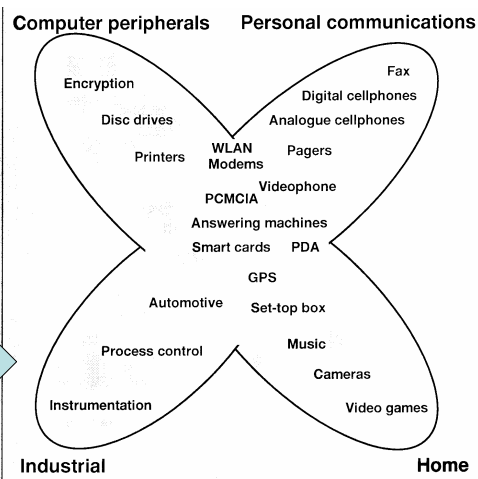 Computer peripherals
Personal communications
Fax
Encryption
Digital cellphones
Disc drives
Analogue cellphones
WLAN
Modems
Printers
Pagers
Videophone
PCMCIA
Answering machines
Smart cards
PDA
GPS
Automotive
Set-top box
Music
Process control
Cameras
Instrumentation
Video games
Industrial
Home